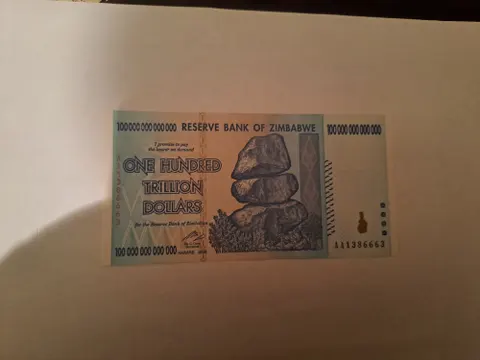 100 000 000 000 000 RESERVE BANK OF ZIMBABWE 100 000 000 000 000
I promise to pay
the bearer on demand
ONE HUNDRED
TRILLION
DOLLARS
for the Reserve Bank of Zimbabwe
100 000 000 000 000
AA1386663